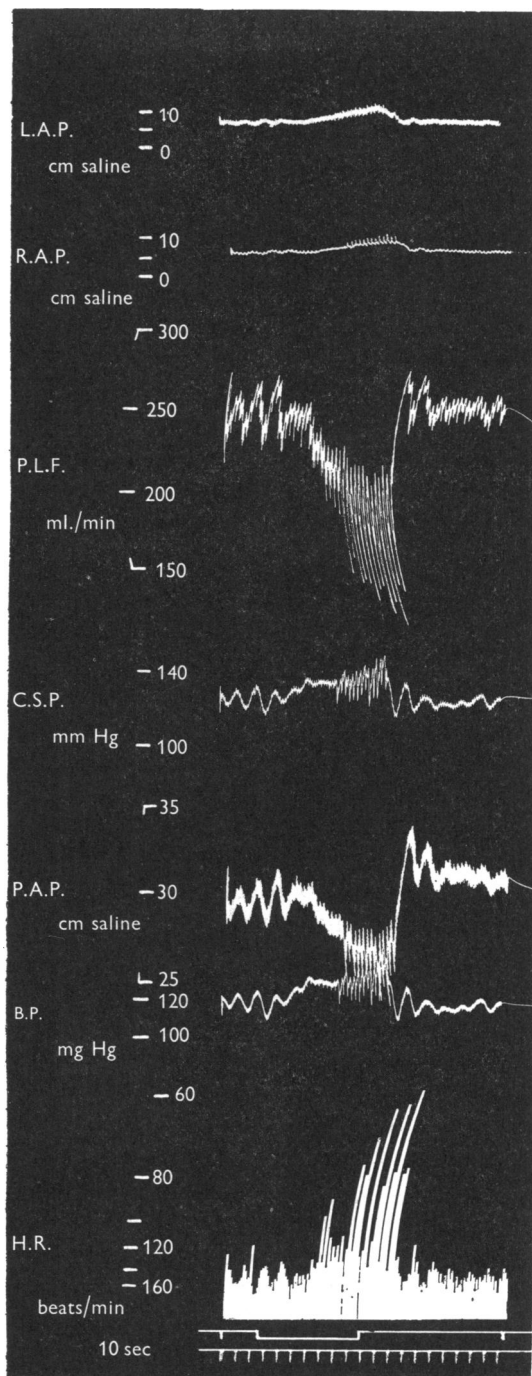 10
L.A.P.
0
cm saline
10
R.A.P.
0
cm saline
300
250
P.L.F.
200
ml./min
150
140
C.S.P.
mm Hg
100
35
P.A.P.
30
cm saline
25
120
B.P.
100
mg Hg
60
80
H.R.
120
160
beats/min
10 sec